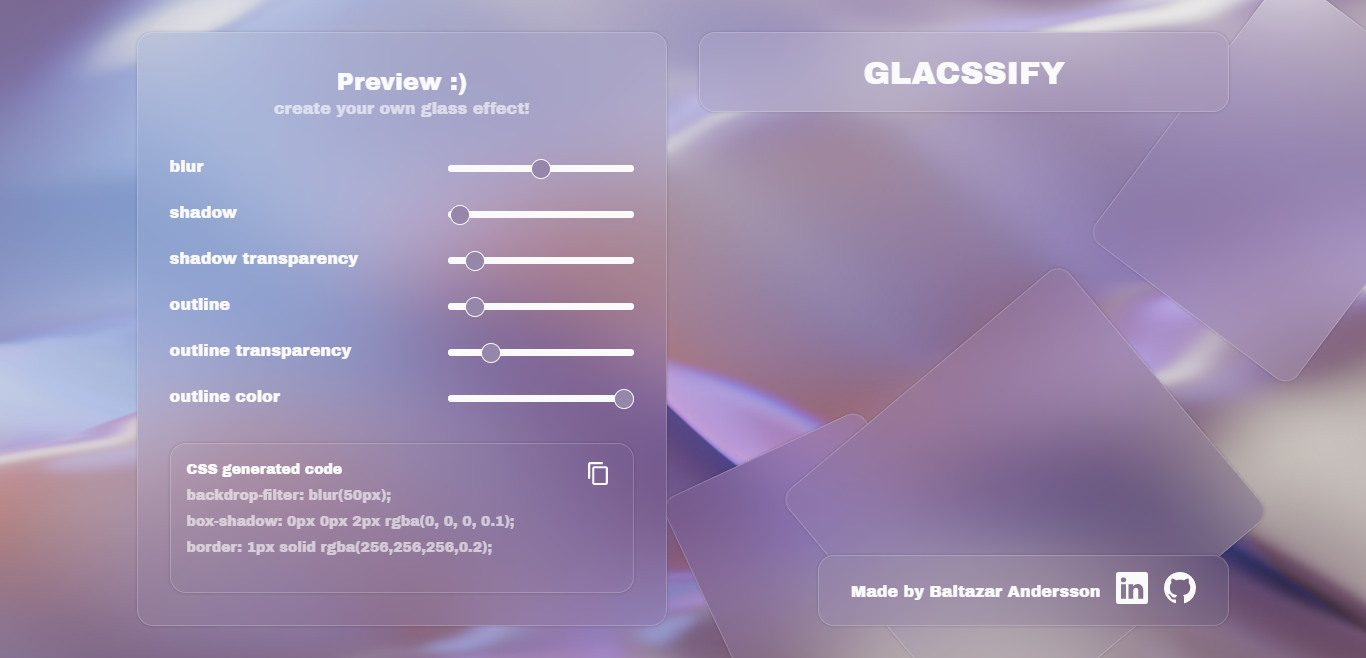 Preview :)
create your own glass effect!
blur
shadow
shadow transparency
outline
outline transparency
outline color
CSS generated code
backdrop-filter: blur(50px);
box-shadow: 0px 0px 2px rgba(0, 0, 0, 0.1);
border: 1px solid rgba(256,256,256,0.2);
GLACSSIFY
Made by Baltazar Andersson in